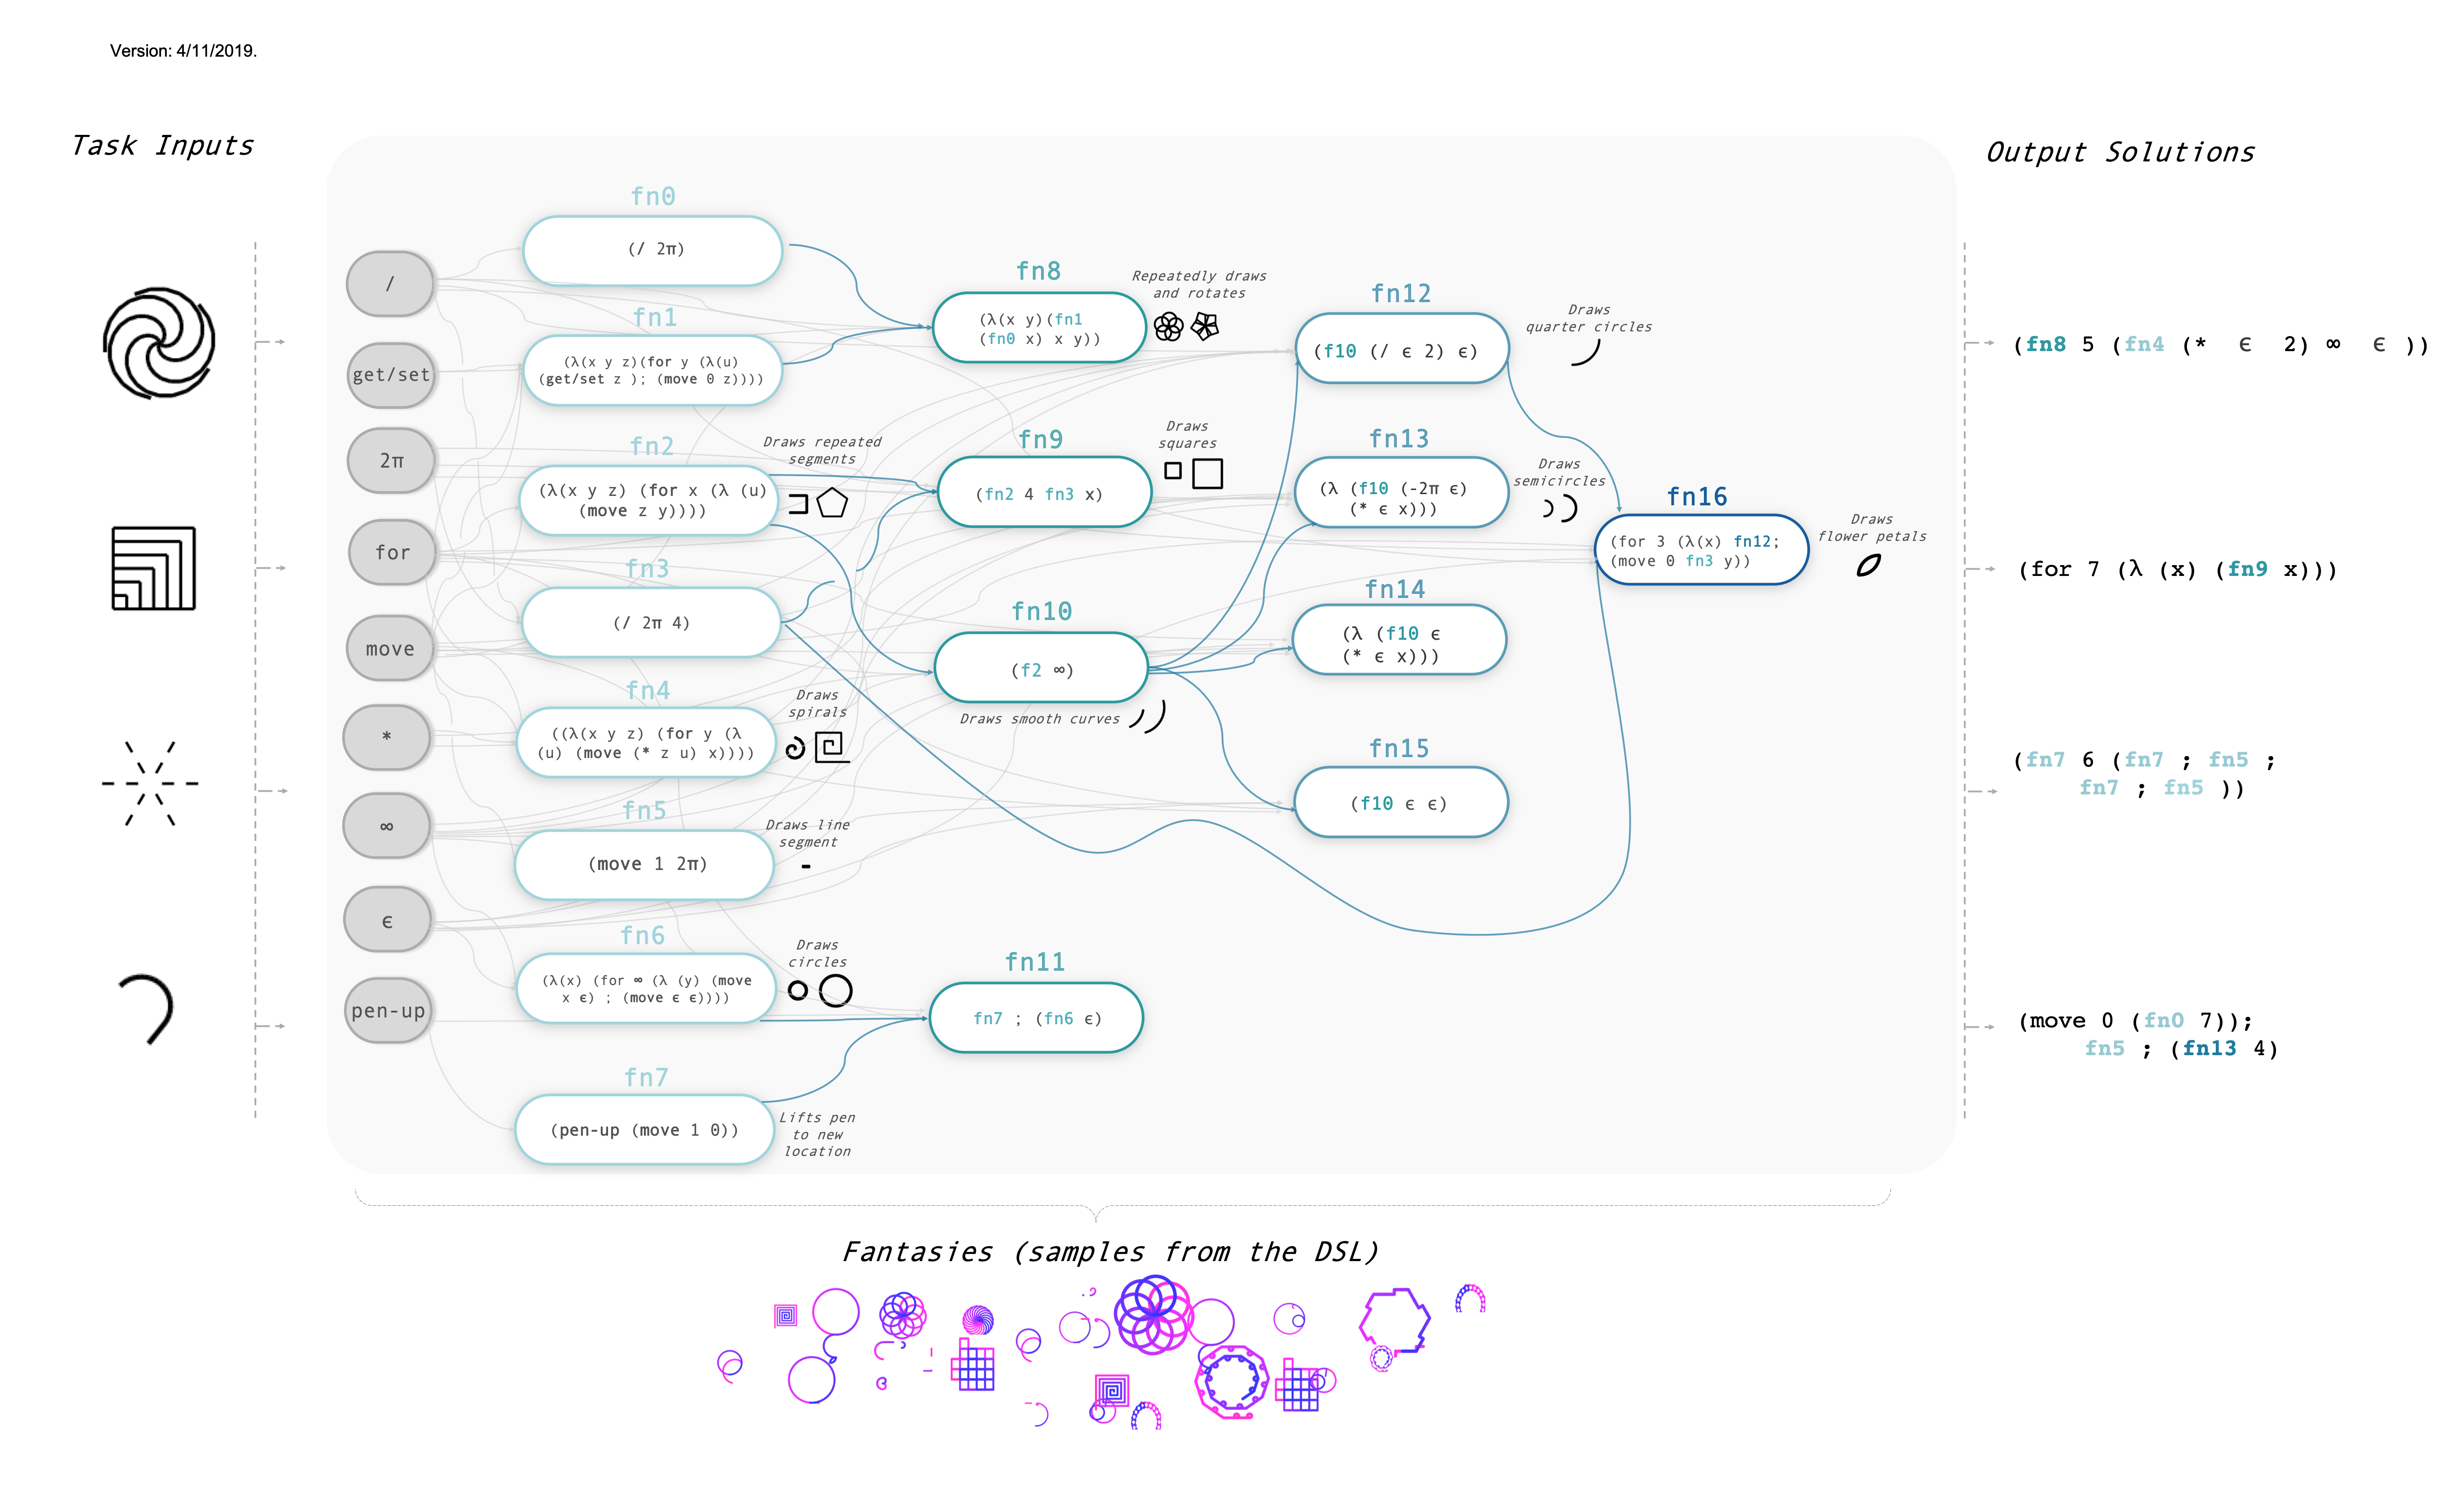 Version: 4/11/2019.
Task Inputs
Output Solutions
/
get/set
2π
for
move
*
∞
ϵ
pen-up
fn0
(/ 2π)
fn1
(λ(x y z)(for y (λ(u)
(get/set z ); (move 0 z))))
fn2
(λ(x y z) (for x (λ (u)
(move z y))))
Draws repeated
segments
fn3
(/ 2π 4)
fn4
((λ(x y z) (for y (λ
(u) (move (* z u) x))))
Draws
spirals
fn5
(move 1 2π)
Draws line
segment
fn6
(λ(x) (for ∞ (λ (y) (move
x ϵ) ; (move ϵ ϵ))))
Draws
circles
fn7
(pen-up (move 1 0))
Lifts pen
to new
location
fn8
(λ(x y)(fn1
(fn0 x) x y))
Repeatedly draws
and rotates
fn9
(fn2 4 fn3 x)
Draws
squares
fn10
(f2 ∞)
Draws smooth curves
fn11
fn7 ; (fn6 ϵ)
fn12
(f10 (/ ϵ 2) ϵ)
Draws
quarter circles
fn13
(λ (f10 (-2π ϵ)
(* ϵ x)))
Draws
semicircles
fn14
(λ (f10 ϵ
(* ϵ x)))
fn15
(f10 ϵ ϵ)
fn16
(for 3 (λ(x) fn12;
(move 0 fn3 y))
Draws
flower petals
(fn8 5 (fn4 (* ϵ 2) ∞ ϵ ))
(for 7 (λ (x) (fn9 x)))
(fn7 6 (fn7 ; fn5 ;
fn7 ; fn5 ))
(move 0 (fn0 7));
fn5 ; (fn13 4)
Fantasies (samples from the DSL)